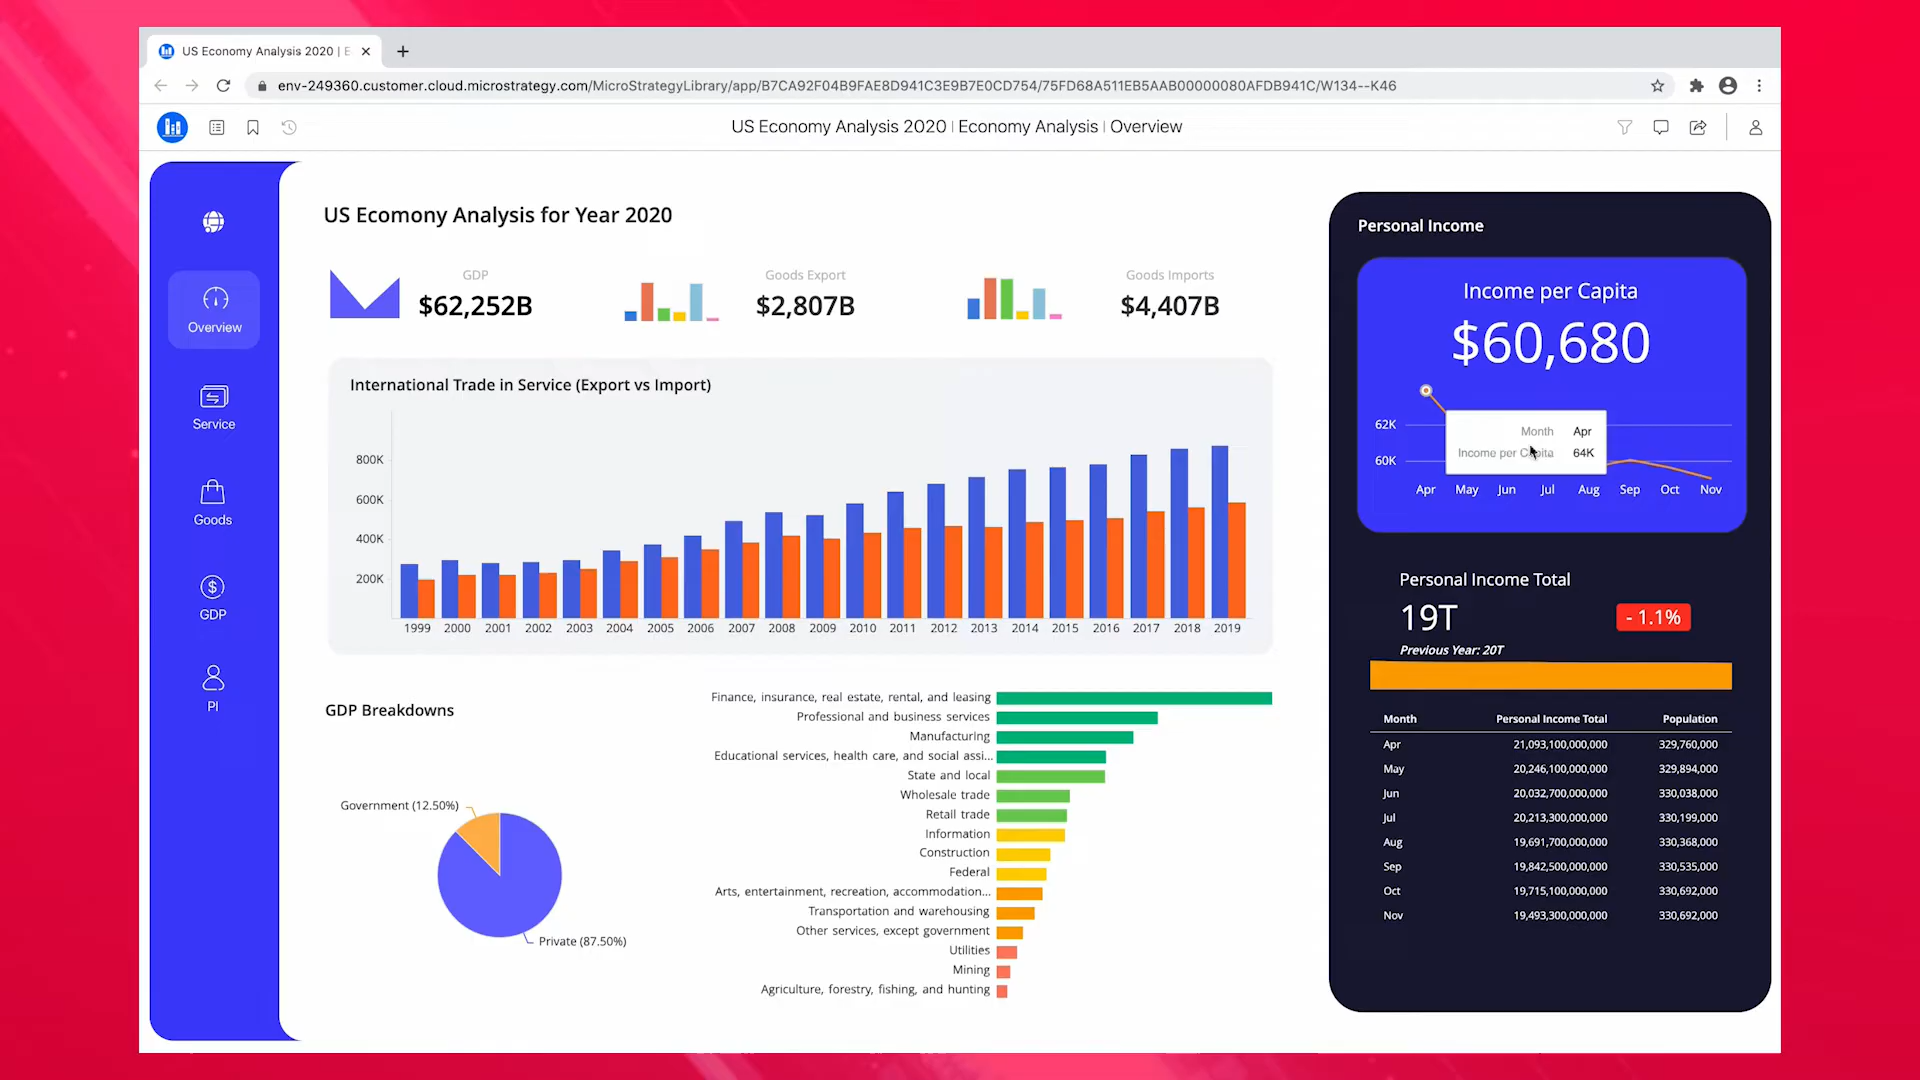 US Economy Analysis 2020 | E
env-249360.customer.cloud.microstrategy.com/MicroStrategyLibrary/app/B7CA92F04B9FAE8D941C3E9B7E0CD754/75FD68A511EB5AAB00000080AFDB941C/W134--K46
US Economy Analysis 2020 | Economy Analysis | Overview
Overview
Service
Goods
GDP
PI
US Ecomony Analysis for Year 2020
GDP
$62,252B
Goods Export
$2,807B
Goods Imports
$4,407B
International Trade in Service (Export vs Import)
800K
600K
400K
200K
1999 2000 2001 2002 2003 2004 2005 2006 2007 2008 2009 2010 2011 2012 2013 2014 2015 2016 2017 2018 2019
GDP Breakdowns
Government (12.50%)
Private (87.50%)
Finance, insurance, real estate, rental, and leasing
Professional and business services
Manufacturing
Educational services, health care, and social assi...
State and local
Wholesale trade
Retail trade
Information
Construction
Federal
Arts, entertainment, recreation, accommodation...
Transportation and warehousing
Other services, except government
Utilities
Mining
Agriculture, forestry, fishing, and hunting
Personal Income
Income per Capita
$60,680
62K
60K
Month Apr
Income per Capita 64K
Apr May Jun Jul Aug Sep Oct Nov
Personal Income Total
19T
- 1.1%
Previous Year: 20T
Month Personal Income Total Population
Apr 21,093,100,000,000 329,760,000
May 20,246,100,000,000 329,894,000
Jun 20,032,700,000,000 330,038,000
Jul 20,213,300,000,000 330,199,000
Aug 19,691,700,000,000 330,368,000
Sep 19,842,500,000,000 330,535,000
Oct 19,715,100,000,000 330,692,000
Nov 19,493,300,000,000 330,692,000